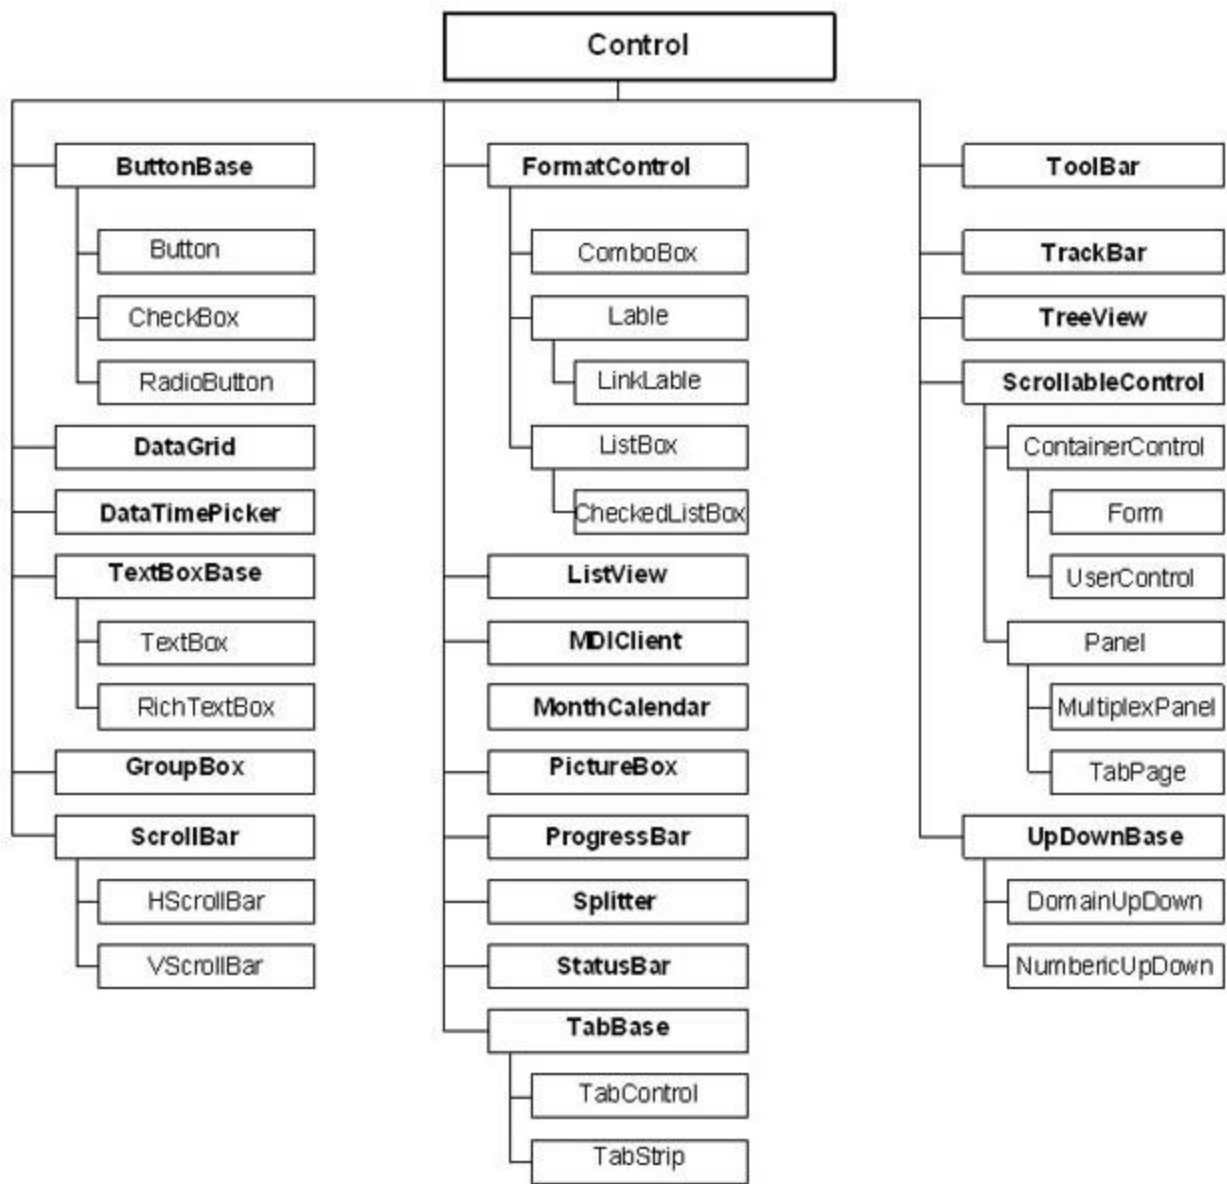 Control
ButtonBase
Button
CheckBox
RadioButton
DataGrid
DataTimePicker
TextBoxBase
TextBox
RichTextBox
GroupBox
ScrollBar
HScrollBar
VScrollBar
FormatControl
ComboBox
Lable
LinkLable
ListBox
CheckedListBox
ListView
MDIClient
MonthCalendar
PictureBox
ProgressBar
Splitter
StatusBar
TabBase
TabControl
TabStrip
ToolBar
TrackBar
TreeView
ScrollableControl
ContainerControl
Form
UserControl
Panel
MultiplexPanel
TabPage
UpDownBase
DomainUpDown
NumbericUpDown